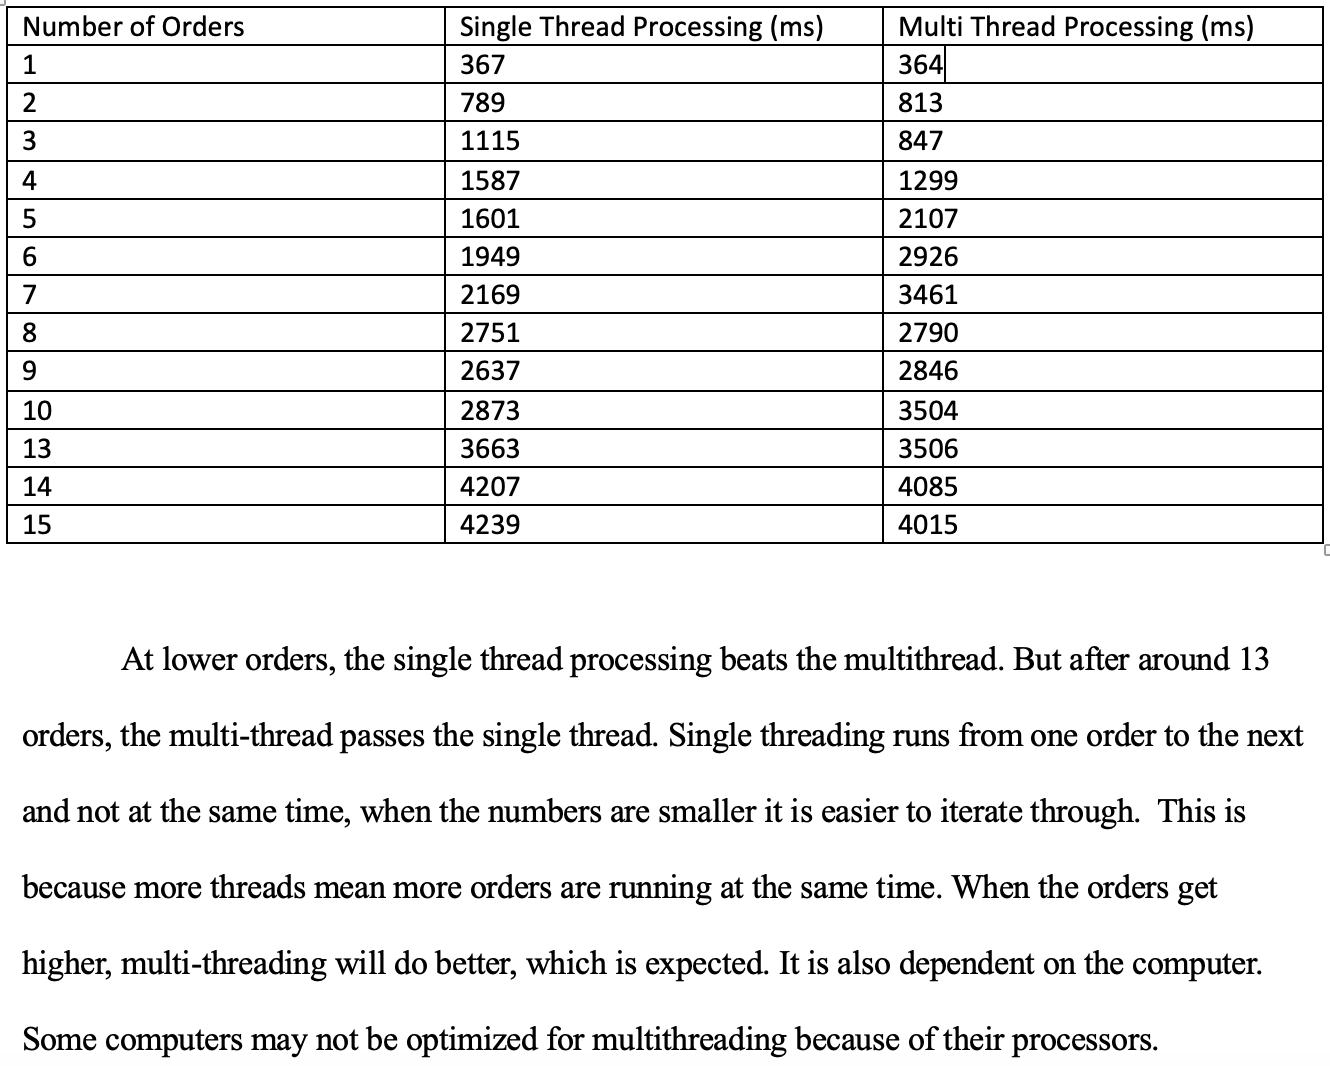 Number of Orders Single Thread Processing (ms) Multi Thread Processing (ms)
1 367 364
2 789 813
3 1115 847
4 1587 1299
5 1601 2107
6 1949 2926
7 2169 3461
8 2751 2790
9 2637 2846
10 2873 3504
13 3663 3506
14 4207 4085
15 4239 4015
At lower orders, the single thread processing beats the multithread. But after around 13
orders, the multi-thread passes the single thread. Single threading runs from one order to the next
and not at the same time, when the numbers are smaller it is easier to iterate through.  This is
because more threads mean more orders are running at the same time. When the orders get
higher, multi-threading will do better, which is expected. It is also dependent on the computer.
Some computers may not be optimized for multithreading because of their processors.